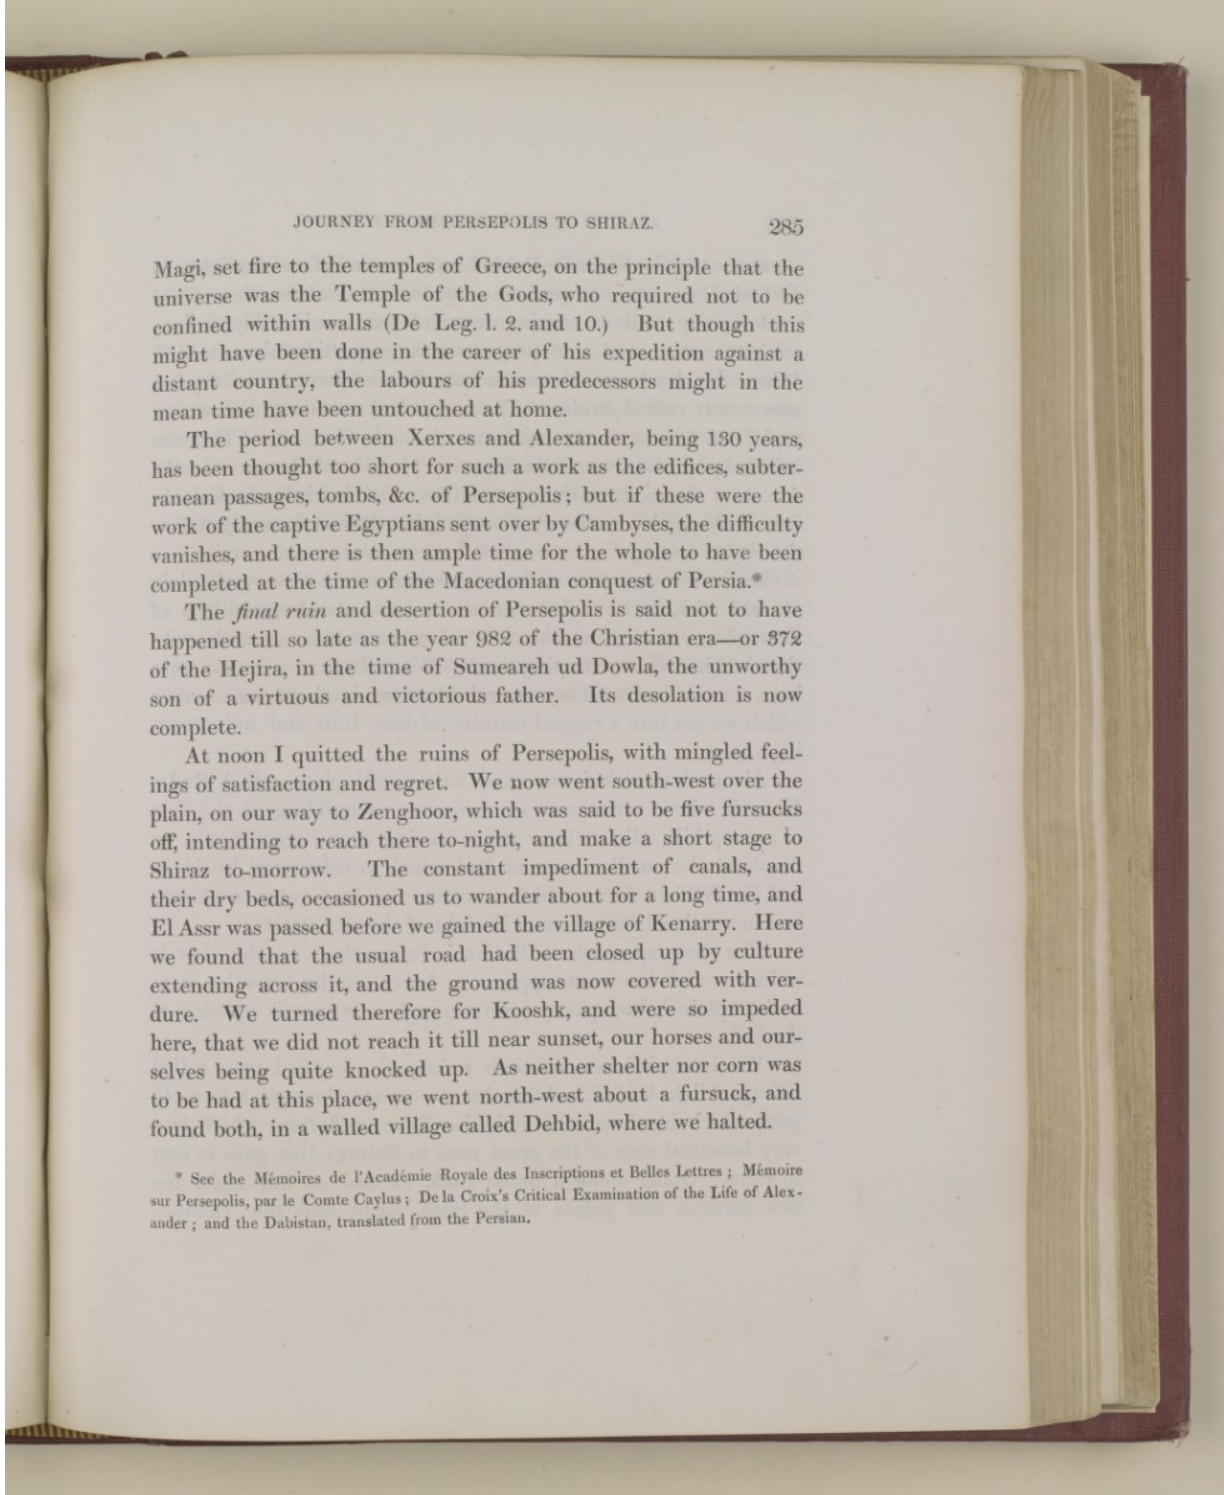 JOURNEY FROM PERSEPOLIS TO SHIRAZ. 285
Magi, set fire to the temples of Greece, on the principle that the
universe was the Temple of the Gods, who required not to be
confined within walls (De Leg. l. 2. and 10.) But though this
might have been done in the career of his expedition against a
distant country, the labours of his predecessors might in the
mean time have been untouched at home.
The period between Xerxes and Alexander, being 130 years,
has been thought too short for such a work as the edifices, subter-
ranean passages, tombs, &c. of Persepolis; but if these were the
work of the captive Egyptians sent over by Cambyses, the difficulty
vanishes, and there is then ample time for the whole to have been
completed at the time of the Macedonian conquest of Persia.*
The final ruin and desertion of Persepolis is said not to have
happened till so late as the year 982 of the Christian era—or 372
of the Hejira, in the time of Sumeareh ud Dowla, the unworthy
son of a virtuous and victorious father. Its desolation is now
complete.
At noon I quitted the ruins of Persepolis, with mingled feel-
ings of satisfaction and regret. We now went south-west over the
plain, on our way to Zenghoor, which was said to be five fursucks
off, intending to reach there to-night, and make a short stage to
Shiraz to-morrow. The constant impediment of canals, and
their dry beds, occasioned us to wander about for a long time, and
El Assr was passed before we gained the village of Kenarry. Here
we found that the usual road had been closed up by culture
extending across it, and the ground was now covered with ver-
dure. We turned therefore for Kooshk, and were so impeded
here, that we did not reach it till near sunset, our horses and our-
selves being quite knocked up. As neither shelter nor corn was
to be had at this place, we went north-west about a fursuck, and
found both, in a walled village called Dehbid, where we halted.
* See the Mémoires de l'Académie Royale des Inscriptions et Belles Lettres; Mémoire
sur Persepolis, par le Comte Caylus; De la Croix's Critical Examination of the Life of Alex-
ander; and the Dabistan, translated from the Persian.